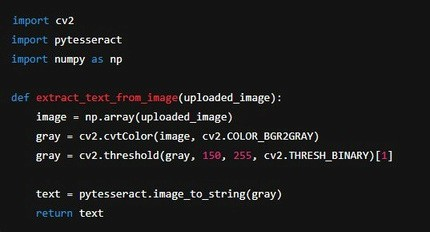 import cv2
import pytesseract
import numpy as np

def extract_text_from_image(uploaded_image):
    image = np.array(uploaded_image)
    gray = cv2.cvtColor(image, cv2.COLOR_BGR2GRAY)
    gray = cv2.threshold(gray, 150, 255, cv2.THRESH_BINARY)[1]

    text = pytesseract.image_to_string(gray)
    return text